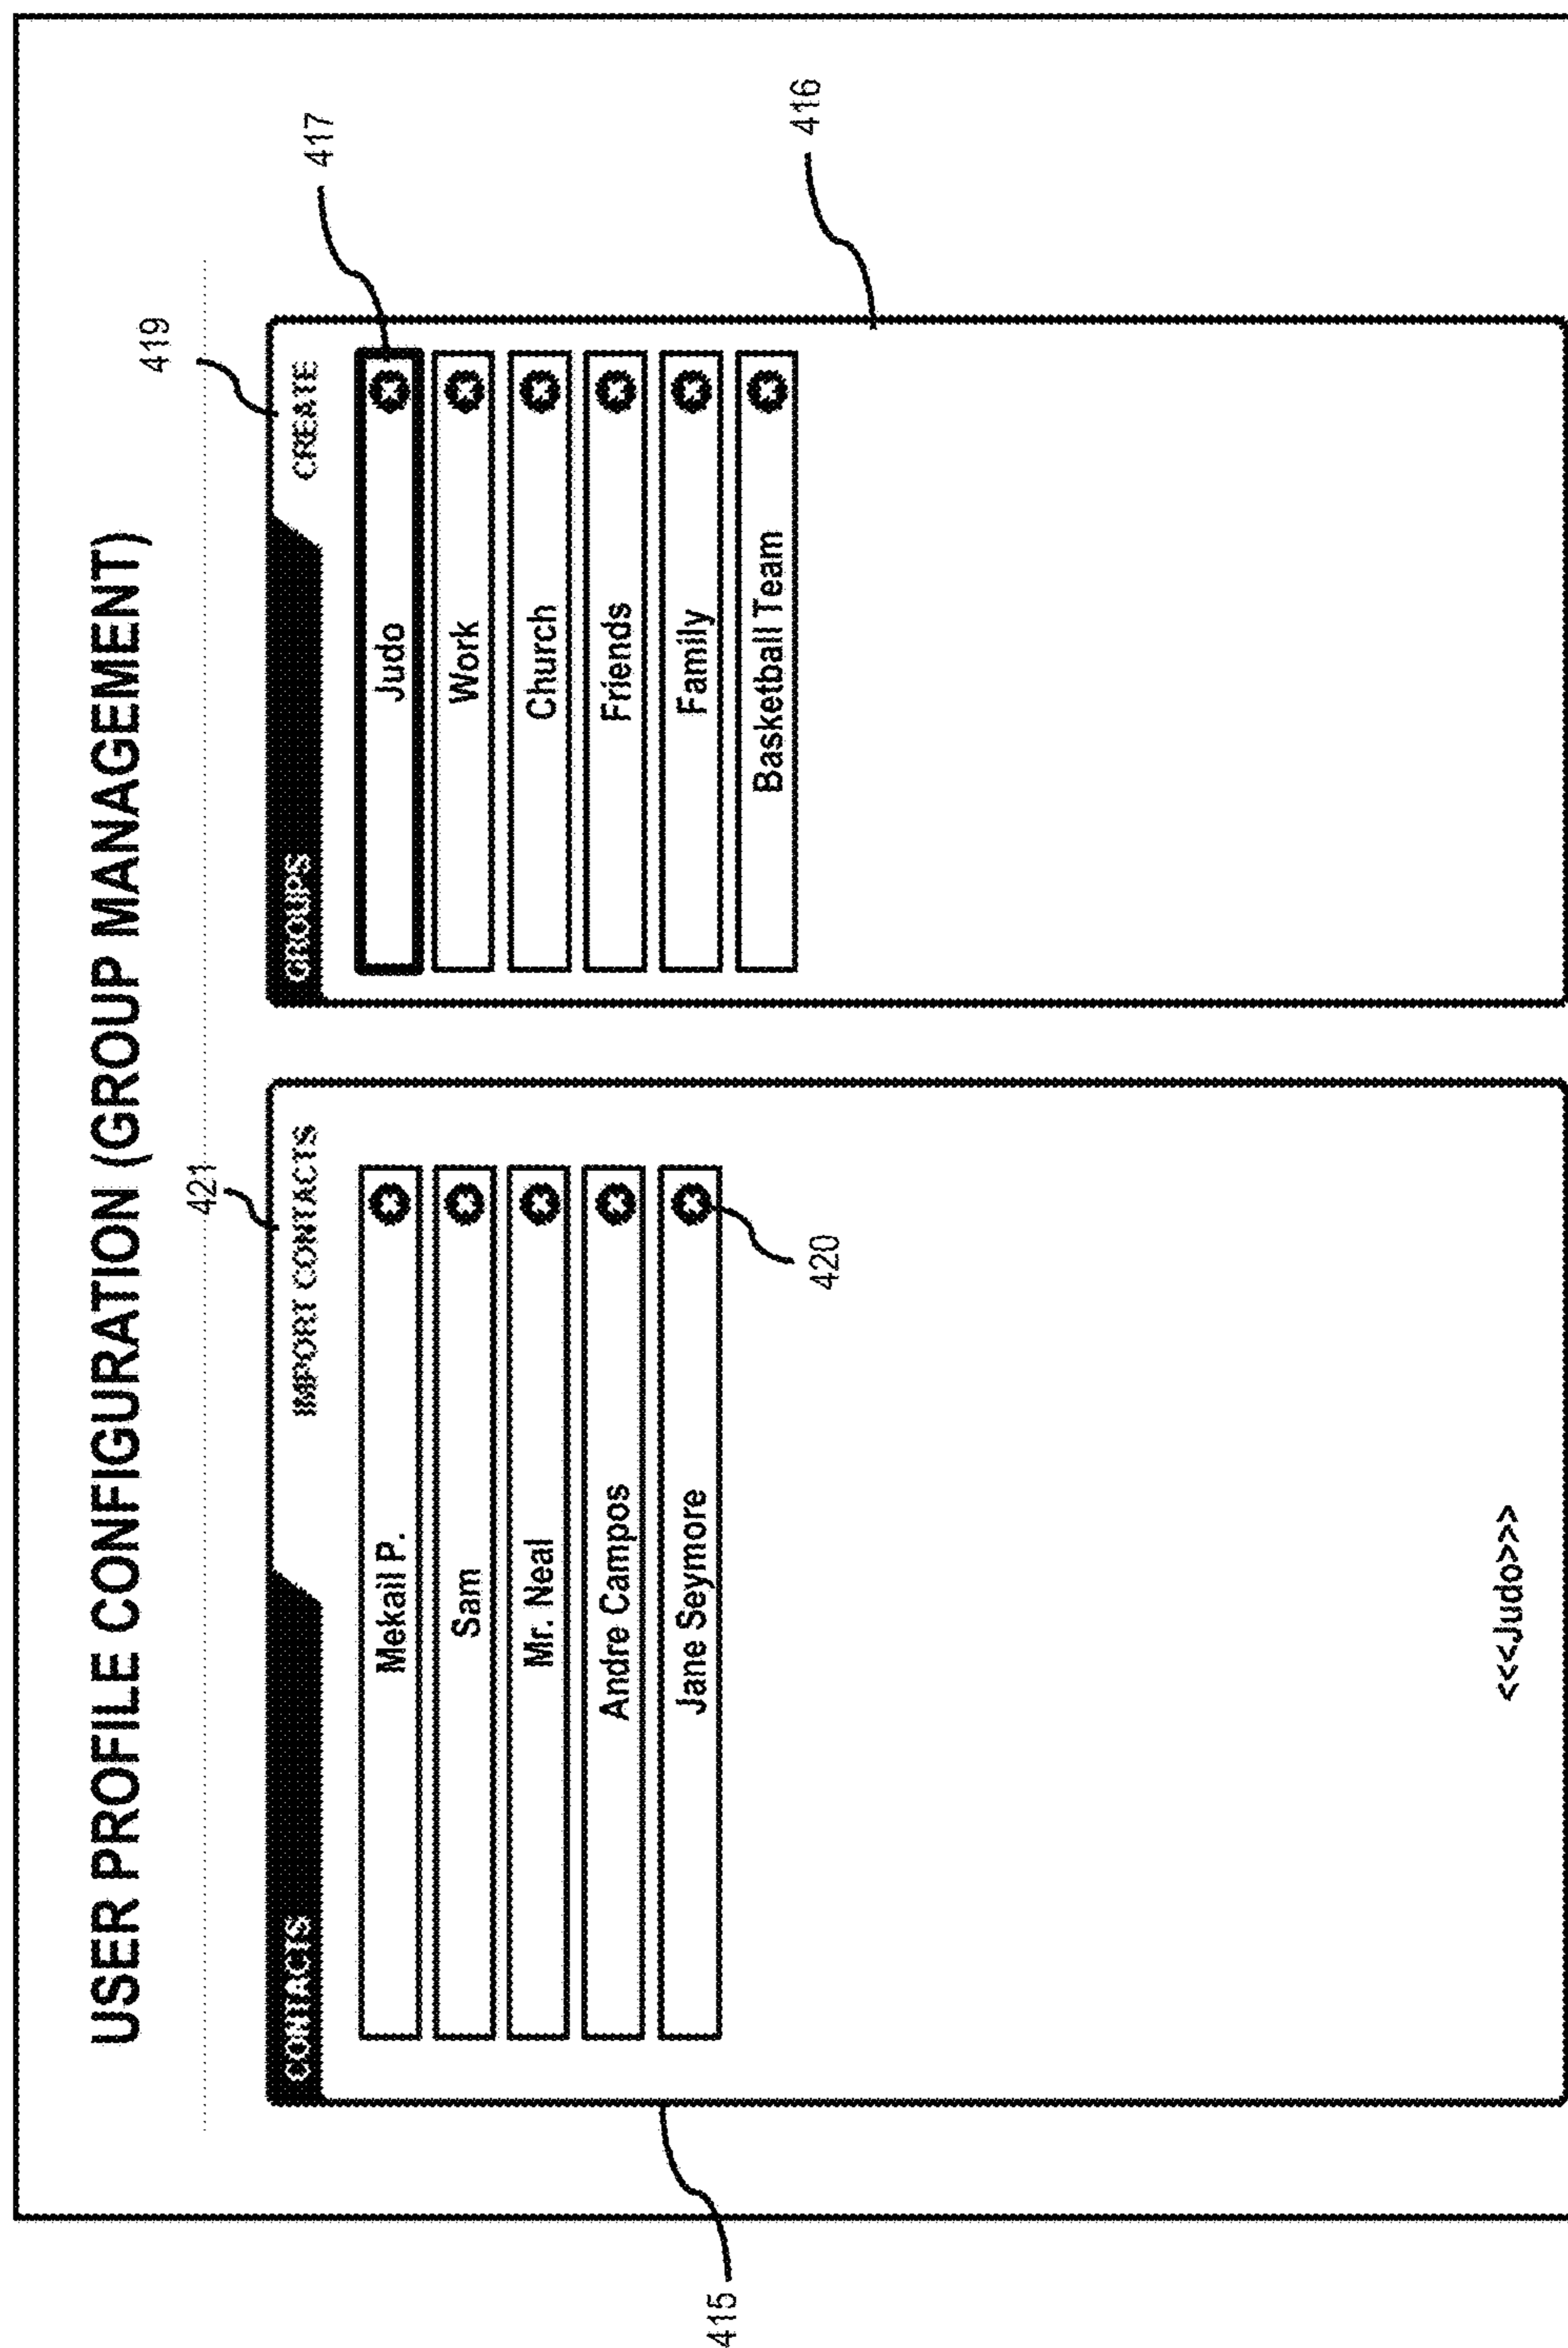 USER PROFILE CONFIGURATION (GROUP MANAGEMENT)
421
419
417
416
CONTACTS
IMPORT CONTACTS
Mekail P.
Sam
Mr. Neal
Andre Campos
Jane Seymore
420
415
<<<Judo>>>
GROUPS
CREATE
Judo
Work
Church
Friends
Family
Basketball Team